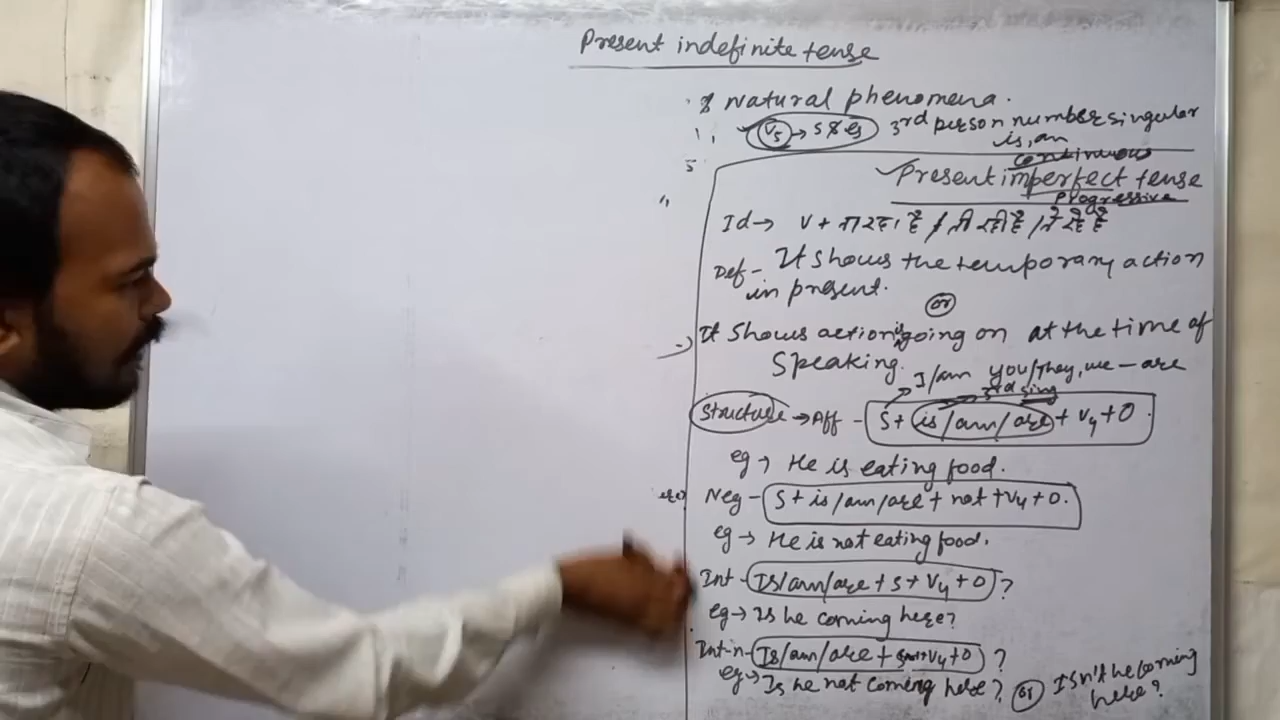 Present indefinite tense
Natural phenomena.
V5 → s & es 3rd person number singular
is, am
continuous
Present imperfect tense
Progressive
Id → V + ता रहा है / ती रही है / ते रहे है
Def - It shows the temporary action
in present.
or
It shows action is going on at the time of
speaking.
I/am you/they, we - are
3rd sing
Structure → Aff - S + is/am/are + V4 + O.
eg → He is eating food.
Neg - S + is/am/are + not + V4 + O.
eg → He is not eating food.
Int - Is/am/are + S + V4 + O ?
eg → Is he coming here?
Int-n - Is/am/are + S not + V4 + O ?
eg → Is he not coming here? or Isn't he coming
here?